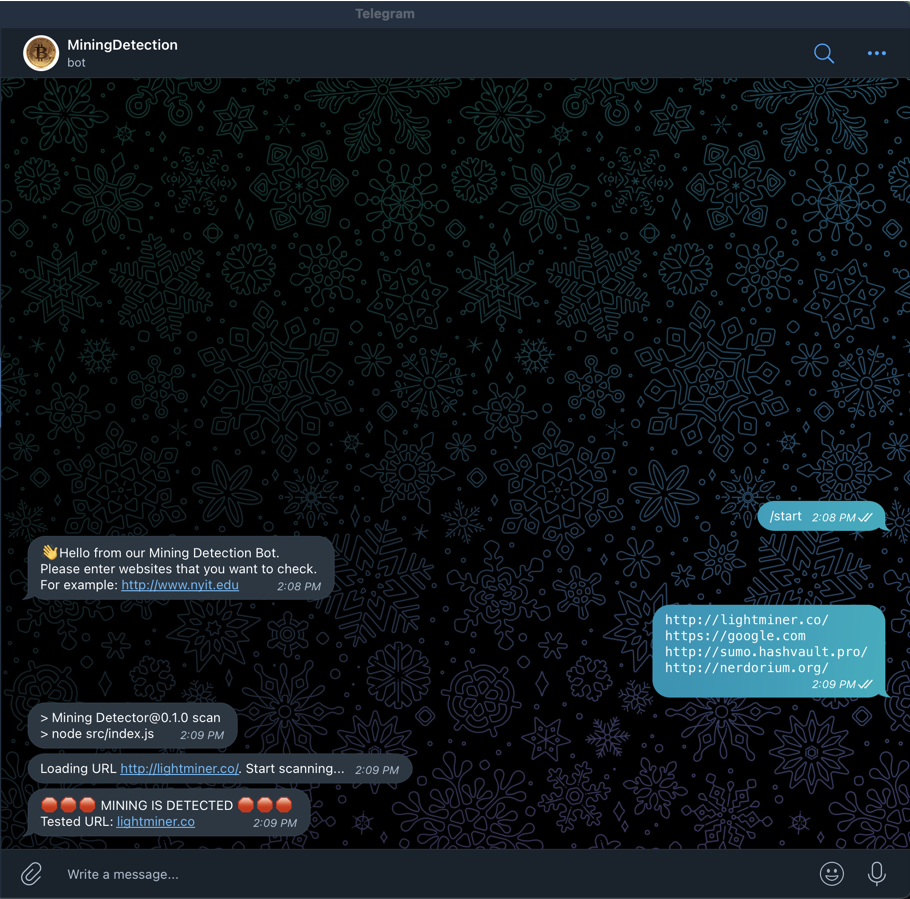 Telegram
MiningDetection
bot
/start 2:08 PM
👋Hello from our Mining Detection Bot.
Please enter websites that you want to check.
For example: http://www.nyit.edu 2:08 PM
http://lightminer.co/
https://google.com
http://sumo.hashvault.pro/
http://nerdorium.org/
2:09 PM
> Mining Detector@0.1.0 scan
> node src/index.js 2:09 PM
Loading URL http://lightminer.co/. Start scanning... 2:09 PM
🛑🛑🛑 MINING IS DETECTED 🛑🛑🛑
Tested URL: lightminer.co 2:09 PM
Write a message...